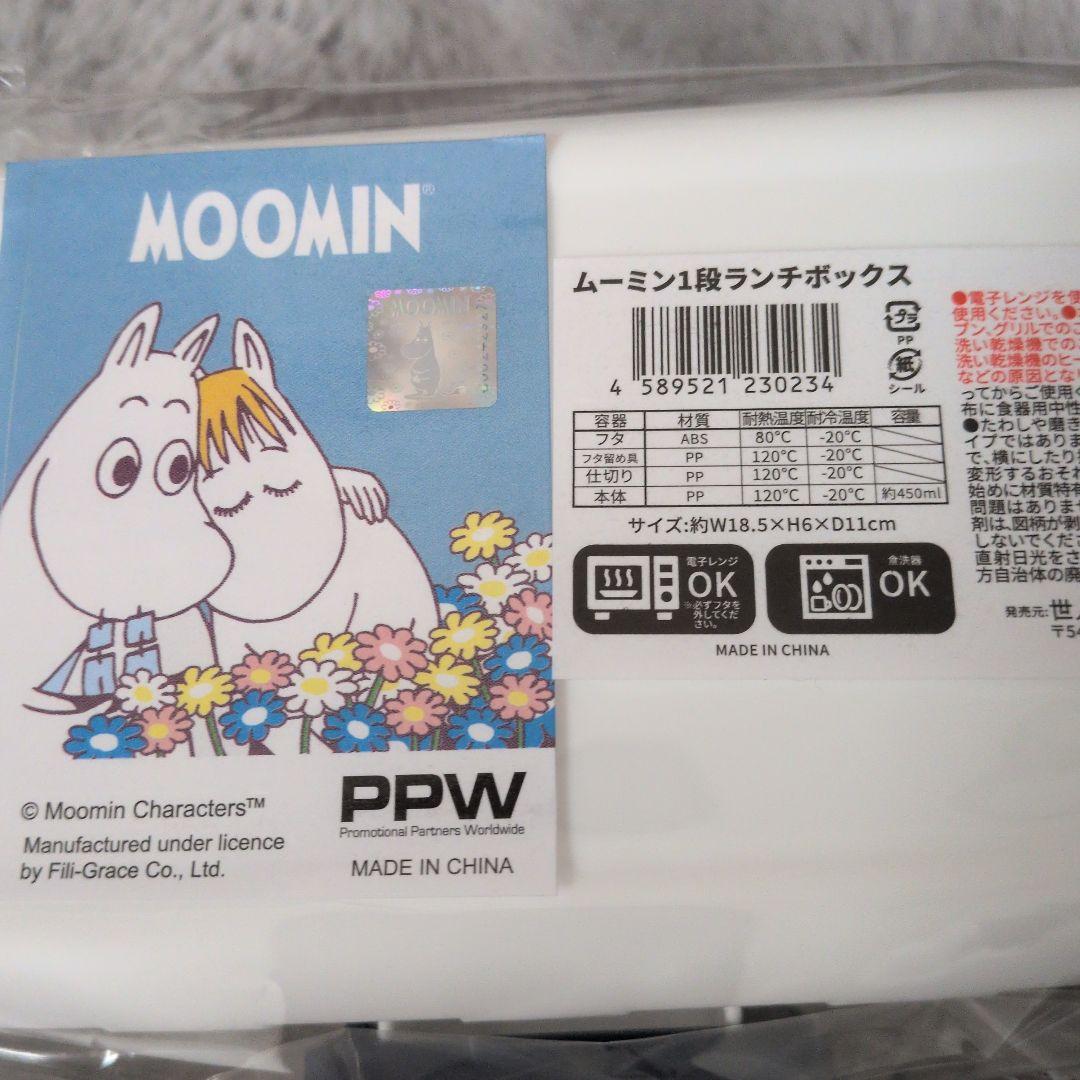 MOOMIN®
MOOMIN
© Moomin Characters™
Manufactured under licence
by Fili-Grace Co., Ltd.
PPW
Promotional Partners Worldwide
MADE IN CHINA
ムーミン1段ランチボックス
4 589521 230234
プラ
PP
紙
シール
容器 材質 耐熱温度 耐冷温度 容量
フタ ABS 80°C -20°C
フタ留め具 PP 120°C -20°C
仕切り PP 120°C -20°C
本体 PP 120°C -20°C 約450ml
サイズ:約W18.5×H6×D11cm
電子レンジ
OK
※必ずフタを
外してくだ
さい。
食洗器
OK
MADE IN CHINA
●電子レンジを使
使用ください。●
プン、グリルでのご
洗い乾燥機でのご
洗い乾燥機のヒー
などの原因とな
ってからご使用く
布に食器用中性
●たわしや磨き
イプではありま
で、横にしたり
変形するおそれ
始めに材質特有
問題はありま
剤は、図柄が剥
しないでくださ
直射日光をさ
方自治体の廃
発売元:世
〒54